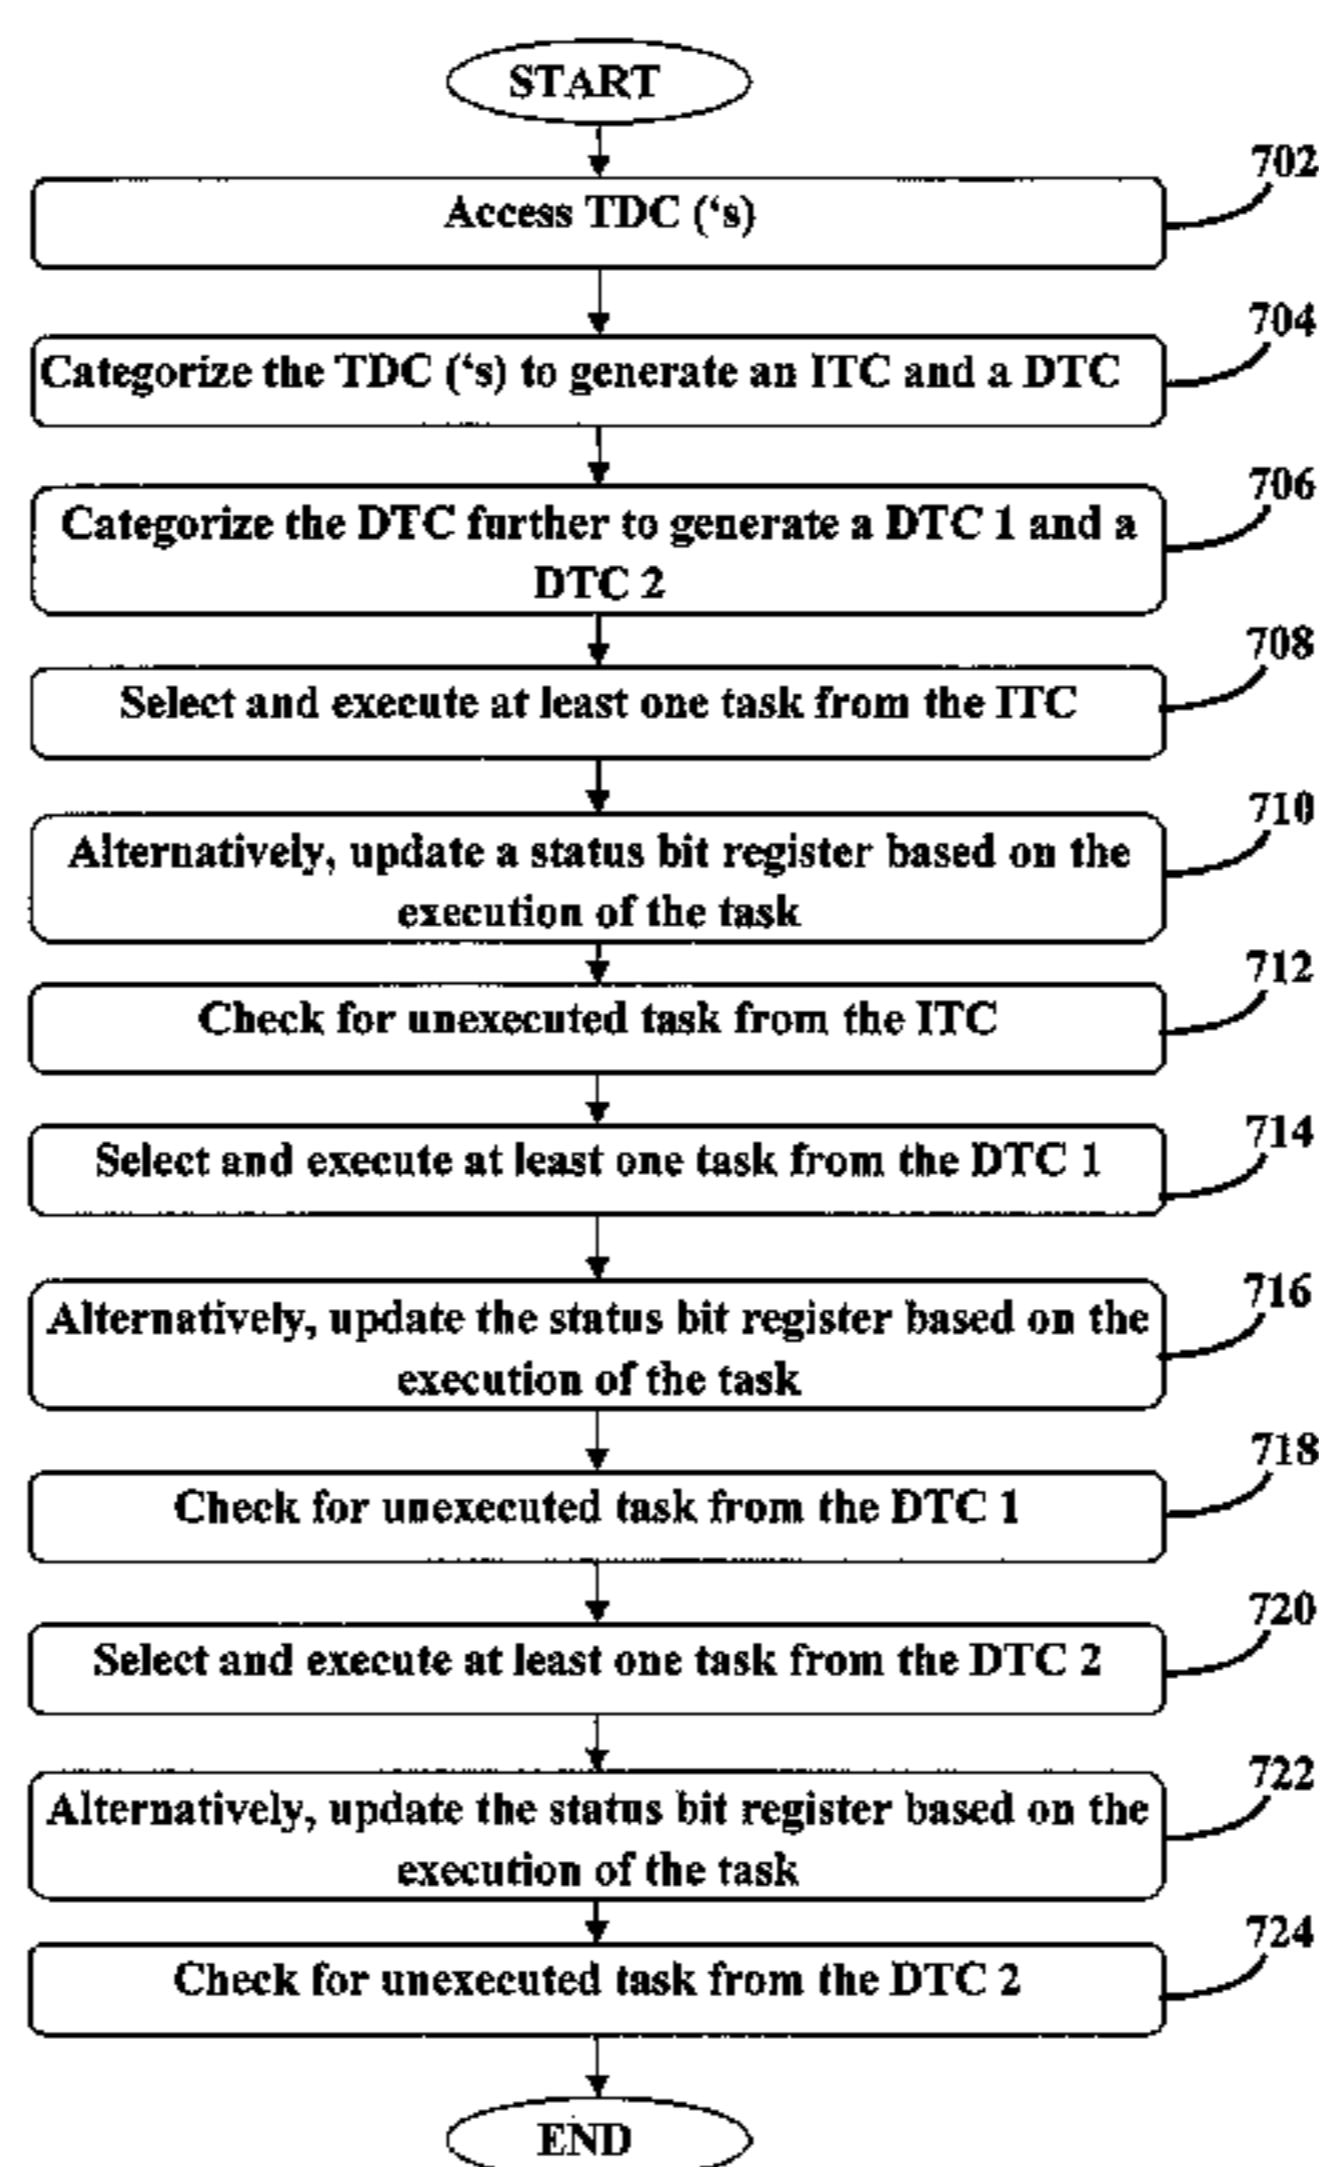 START
702
Access TDC (‘s)
704
Categorize the TDC (‘s) to generate an ITC and a DTC
706
Categorize the DTC further to generate a DTC 1 and a
DTC 2
708
Select and execute at least one task from the ITC
710
Alternatively, update a status bit register based on the
execution of the task
712
Check for unexecuted task from the ITC
714
Select and execute at least one task from the DTC 1
716
Alternatively, update the status bit register based on the
execution of the task
718
Check for unexecuted task from the DTC 1
720
Select and execute at least one task from the DTC 2
722
Alternatively, update the status bit register based on the
execution of the task
724
Check for unexecuted task from the DTC 2
END